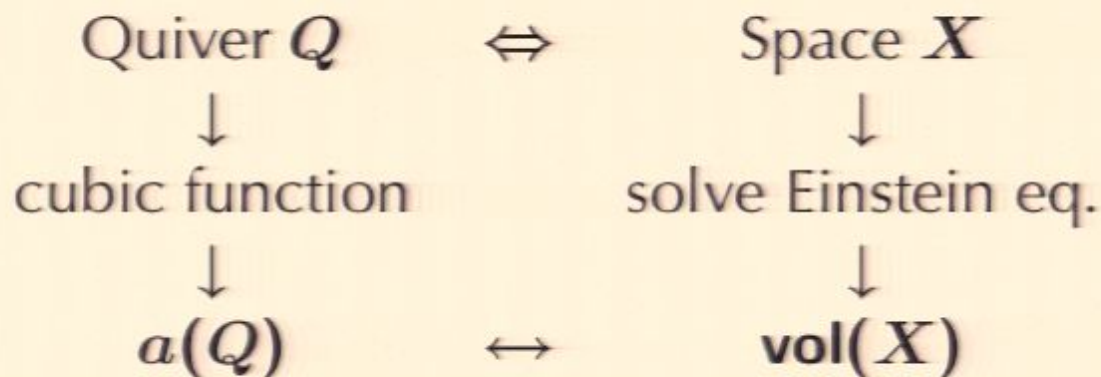 Quiver Q ⇔ Space X
↓ ↓
cubic function solve Einstein eq.
↓ ↓
a(Q) ↔ vol(X)